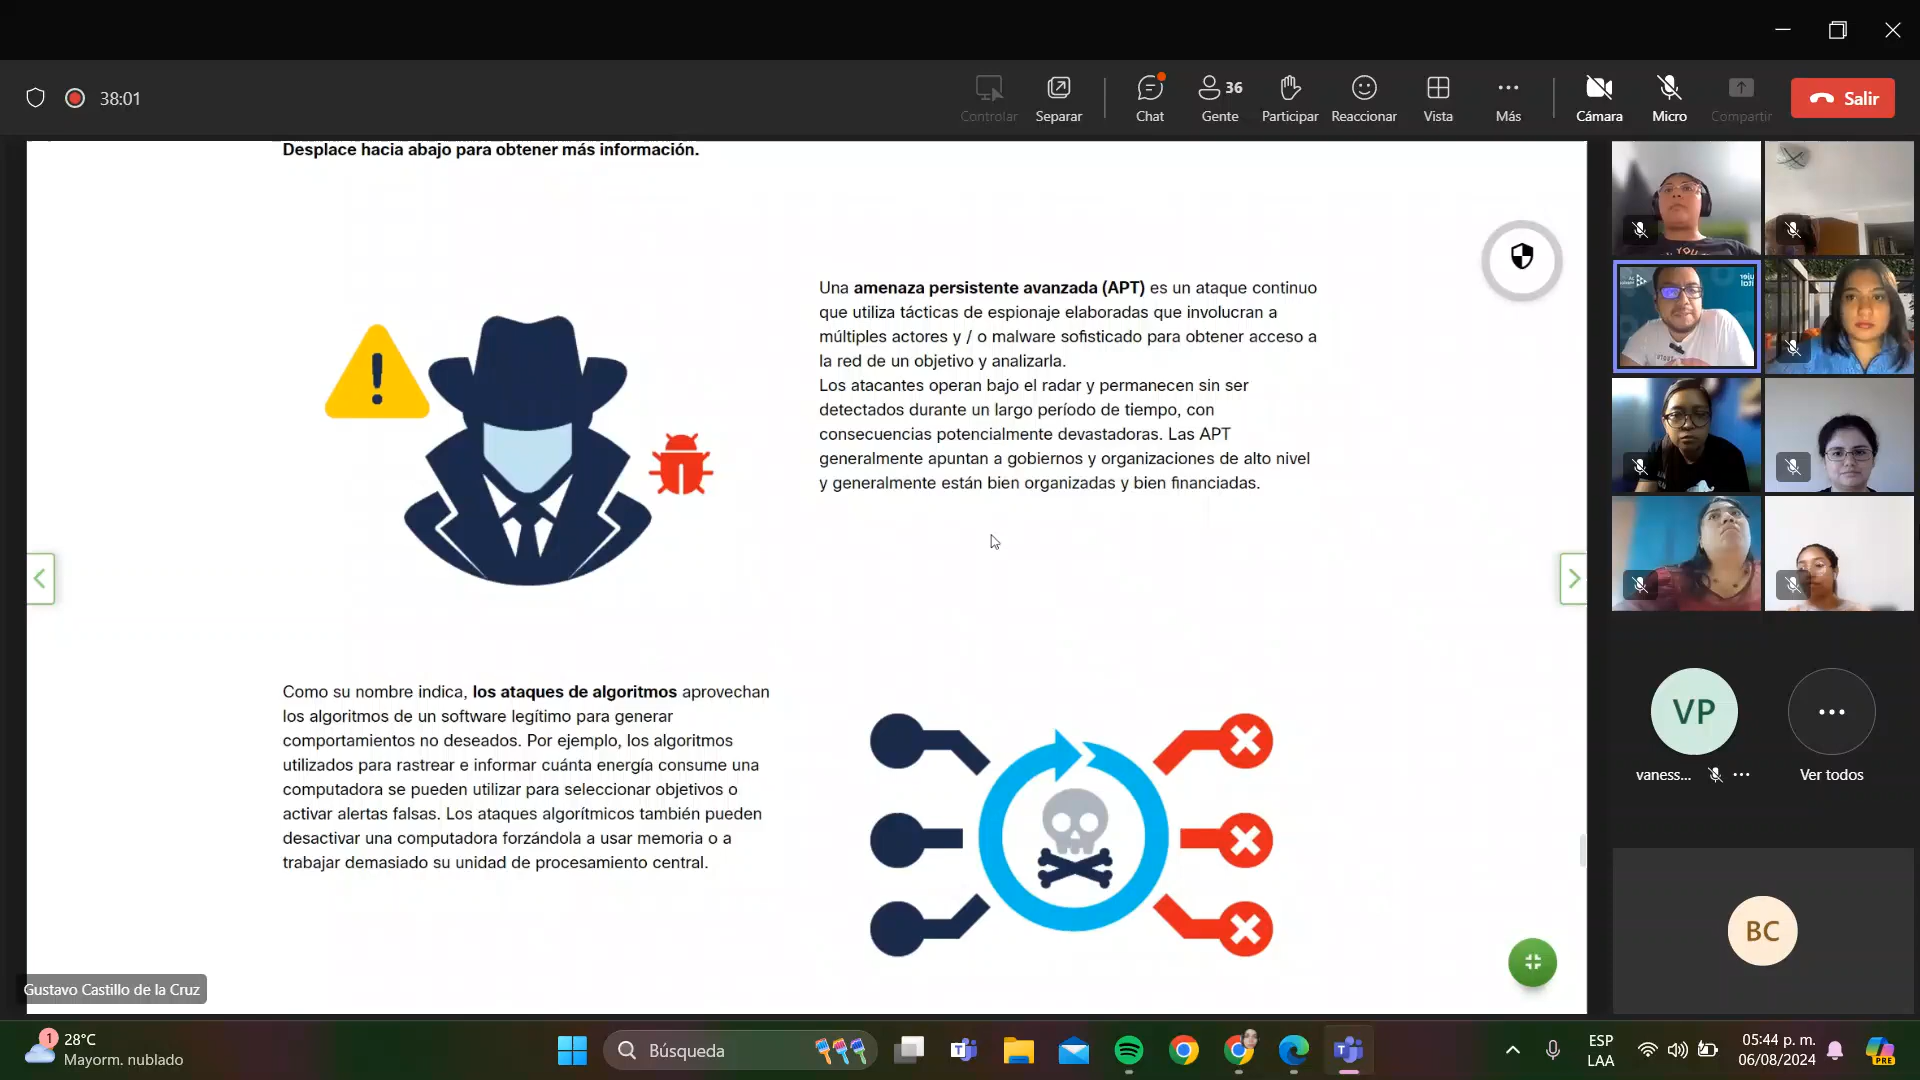 38:01
Controlar
Separar
Chat
36
Gente
Participar
Reaccionar
Vista
Más
Cámara
Micro
Compartir
Salir
Desplace hacia abajo para obtener más información.
Una amenaza persistente avanzada (APT) es un ataque continuo
que utiliza tácticas de espionaje elaboradas que involucran a
múltiples actores y / o malware sofisticado para obtener acceso a
la red de un objetivo y analizarla.
Los atacantes operan bajo el radar y permanecen sin ser
detectados durante un largo período de tiempo, con
consecuencias potencialmente devastadoras. Las APT
generalmente apuntan a gobiernos y organizaciones de alto nivel
y generalmente están bien organizadas y bien financiadas.
Como su nombre indica, los ataques de algoritmos aprovechan
los algoritmos de un software legítimo para generar
comportamientos no deseados. Por ejemplo, los algoritmos
utilizados para rastrear e informar cuánta energía consume una
computadora se pueden utilizar para seleccionar objetivos o
activar alertas falsas. Los ataques algorítmicos también pueden
desactivar una computadora forzándola a usar memoria o a
trabajar demasiado su unidad de procesamiento central.
Gustavo Castillo de la Cruz
VP
vaness...
Ver todos
BC
1
28°C
Mayorm. nublado
Búsqueda
ESP
LAA
05:44 p. m.
06/08/2024
PRE